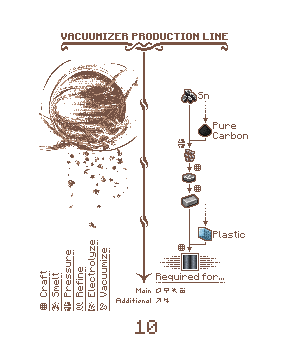 VACUUMIZER PRODUCTION LINE
Sn
Pure
Carbon
Plastic
Required for...
Main
Additional
Craft
Smelt
Pressure
Refine
Electrolyze
Vacuumize
10